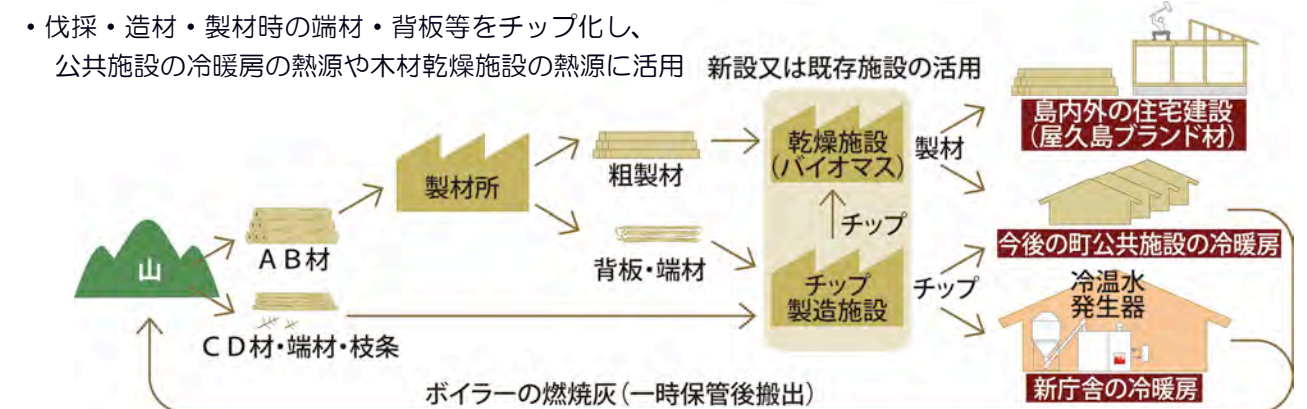 ・伐採・造材・製材時の端材・背板等をチップ化し、
公共施設の冷暖房の熱源や木材乾燥施設の熱源に活用
新設又は既存施設の活用
山
AB材
CD材・端材・枝条
製材所
粗製材
背板・端材
乾燥施設
(バイオマス)
チップ
チップ
製造施設
製材
チップ
島内外の住宅建設
(屋久島ブランド材)
今後の町公共施設の冷暖房
冷温水
発生器
新庁舎の冷暖房
ボイラーの燃焼灰(一時保管後搬出)